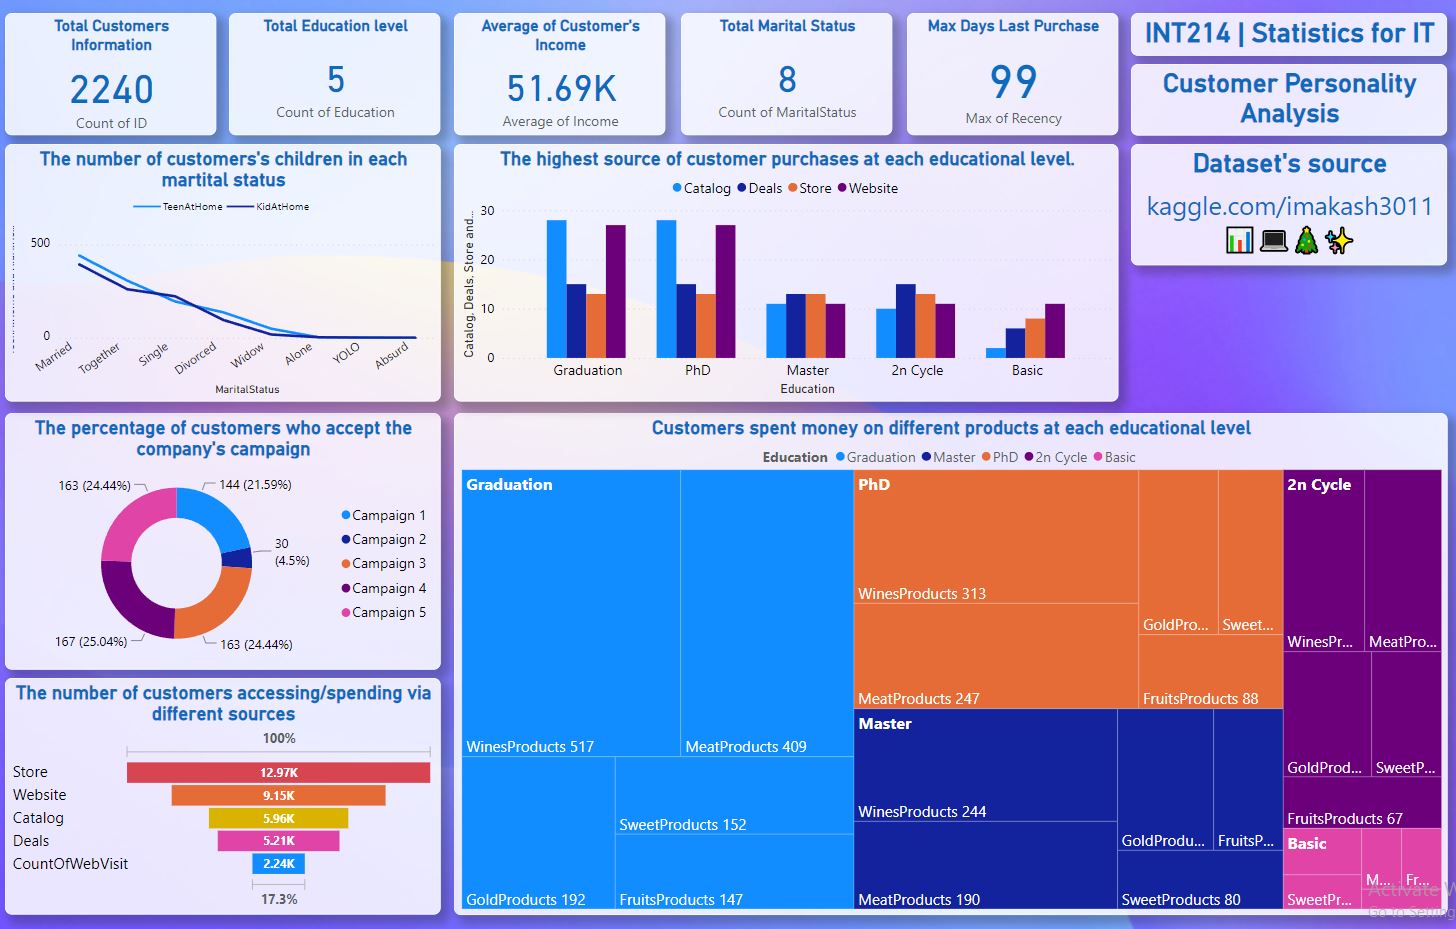 Total Customers
Information
2240
Count of ID
Total Education level
5
Count of Education
Average of Customer's
Income
51.69K
Average of Income
Total Marital Status
8
Count of MaritalStatus
Max Days Last Purchase
99
Max of Recency
INT214 | Statistics for IT
Customer Personality
Analysis
Dataset's source
kaggle.com/imakash3011
The number of customers's children in each
martital status
TeenAtHome KidAtHome
500
0
Married
Together
Single
Divorced
Widow
Alone
YOLO
Absurd
MaritalStatus
The highest source of customer purchases at each educational level.
Catalog Deals Store Website
Catalog, Deals, Store and...
30
20
10
0
Graduation
PhD
Master
2n Cycle
Basic
Education
The percentage of customers who accept the
company's campaign
163 (24.44%)
144 (21.59%)
30
(4.5%)
167 (25.04%)
163 (24.44%)
Campaign 1
Campaign 2
Campaign 3
Campaign 4
Campaign 5
The number of customers accessing/spending via
different sources
100%
Store 12.97K
Website 9.15K
Catalog 5.96K
Deals 5.21K
CountOfWebVisit 2.24K
17.3%
Customers spent money on different products at each educational level
Education Graduation Master PhD 2n Cycle Basic
Graduation
WinesProducts 517
MeatProducts 409
GoldProducts 192
SweetProducts 152
FruitsProducts 147
PhD
WinesProducts 313
MeatProducts 247
GoldPro...
Sweet...
FruitsProducts 88
Master
WinesProducts 244
MeatProducts 190
GoldProdu...
FruitsP...
SweetProducts 80
2n Cycle
WinesPr...
MeatPro...
GoldProd...
SweetP...
FruitsProducts 67
Basic
SweetPr...
M...
Fr...
Activate W
Go to Setting